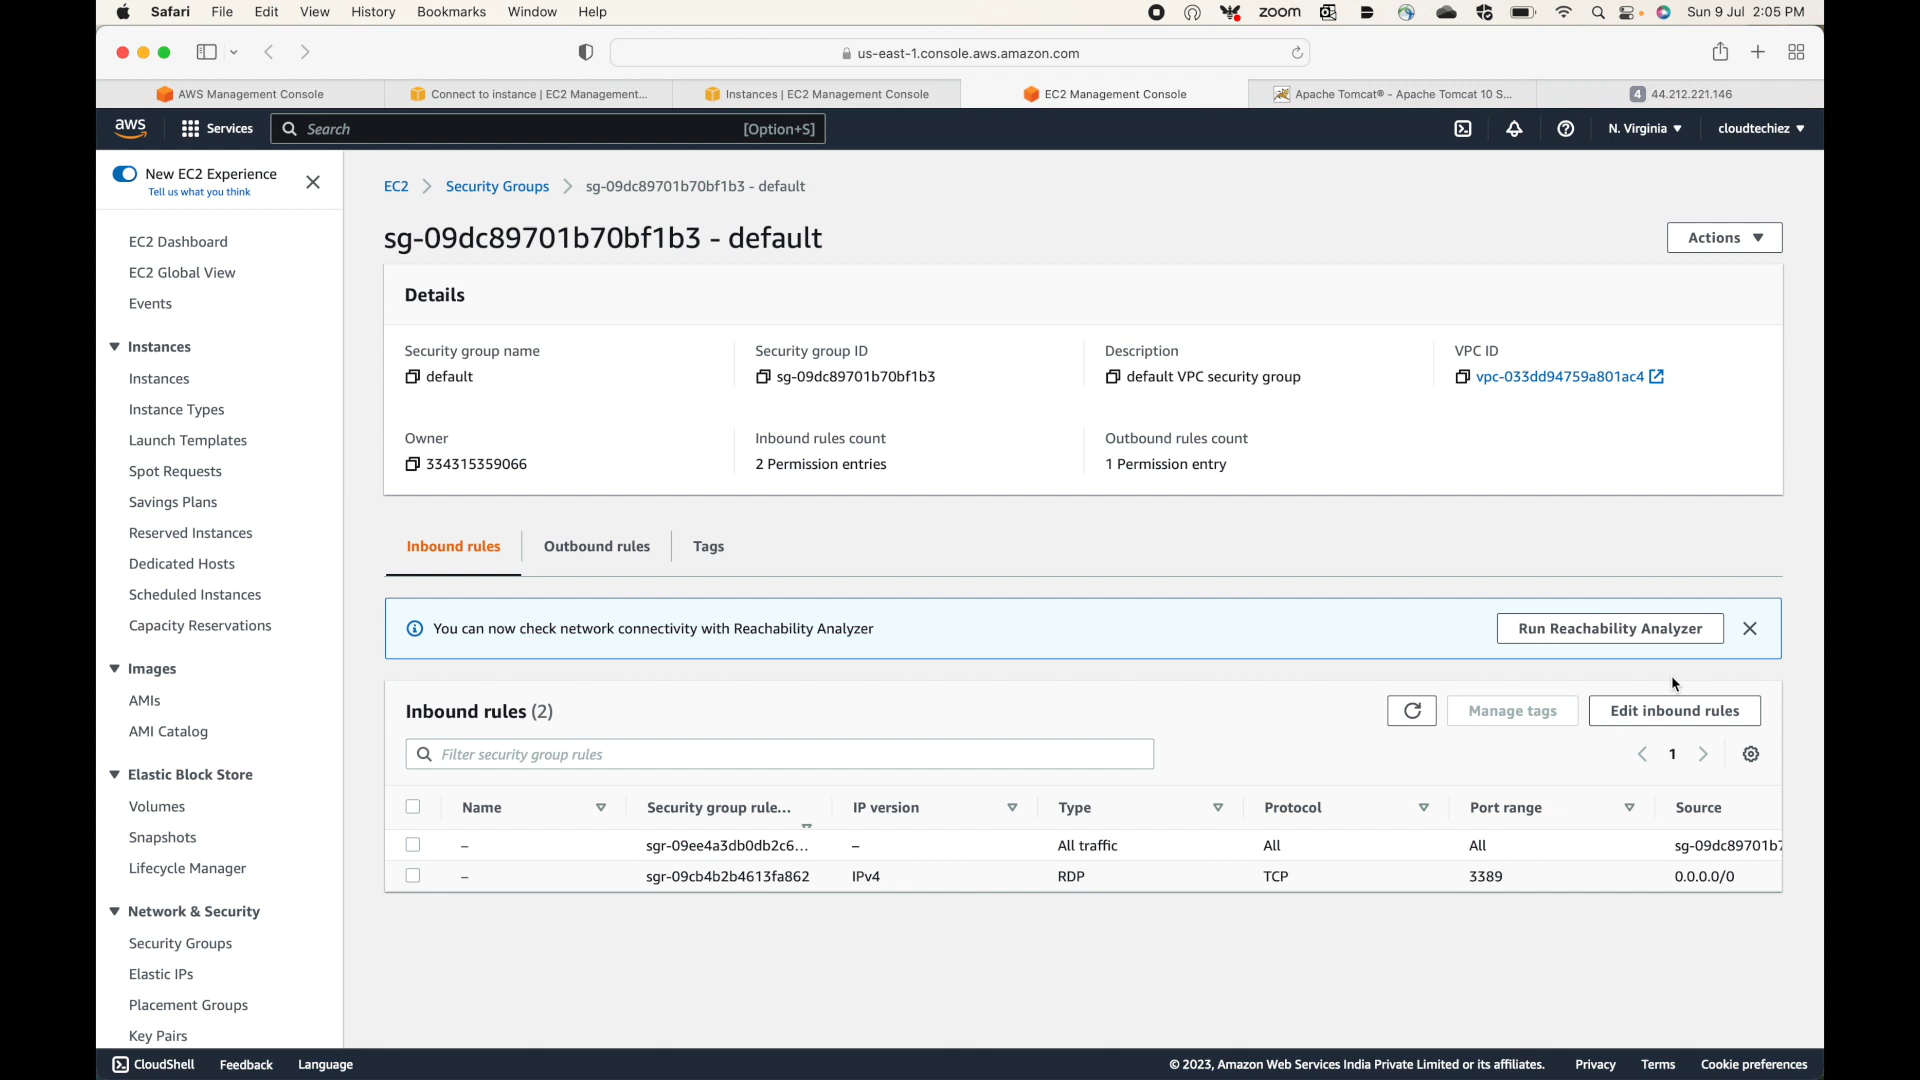 Safari File Edit View History Bookmarks Window Help zoom Sun 9 Jul 2:05 PM
us-east-1.console.aws.amazon.com
AWS Management Console Connect to instance | EC2 Management... Instances | EC2 Management Console EC2 Management Console Apache Tomcat® - Apache Tomcat 10 S... 4 44.212.221.146
aws Services Search [Option+S] N. Virginia cloudtechiez
New EC2 Experience
Tell us what you think
EC2 Dashboard
EC2 Global View
Events
Instances
Instances
Instance Types
Launch Templates
Spot Requests
Savings Plans
Reserved Instances
Dedicated Hosts
Scheduled Instances
Capacity Reservations
Images
AMIs
AMI Catalog
Elastic Block Store
Volumes
Snapshots
Lifecycle Manager
Network & Security
Security Groups
Elastic IPs
Placement Groups
Key Pairs
EC2 Security Groups sg-09dc89701b70bf1b3 - default
sg-09dc89701b70bf1b3 - default Actions
Details
Security group name Security group ID Description VPC ID
default sg-09dc89701b70bf1b3 default VPC security group vpc-033dd94759a801ac4
Owner Inbound rules count Outbound rules count
334315359066 2 Permission entries 1 Permission entry
Inbound rules Outbound rules Tags
You can now check network connectivity with Reachability Analyzer Run Reachability Analyzer
Inbound rules (2) Manage tags Edit inbound rules
Filter security group rules 1
Name Security group rule... IP version Type Protocol Port range Source
– sgr-09ee4a3db0db2c6... – All traffic All All sg-09dc89701b7
– sgr-09cb4b2b4613fa862 IPv4 RDP TCP 3389 0.0.0.0/0
CloudShell Feedback Language © 2023, Amazon Web Services India Private Limited or its affiliates. Privacy Terms Cookie preferences